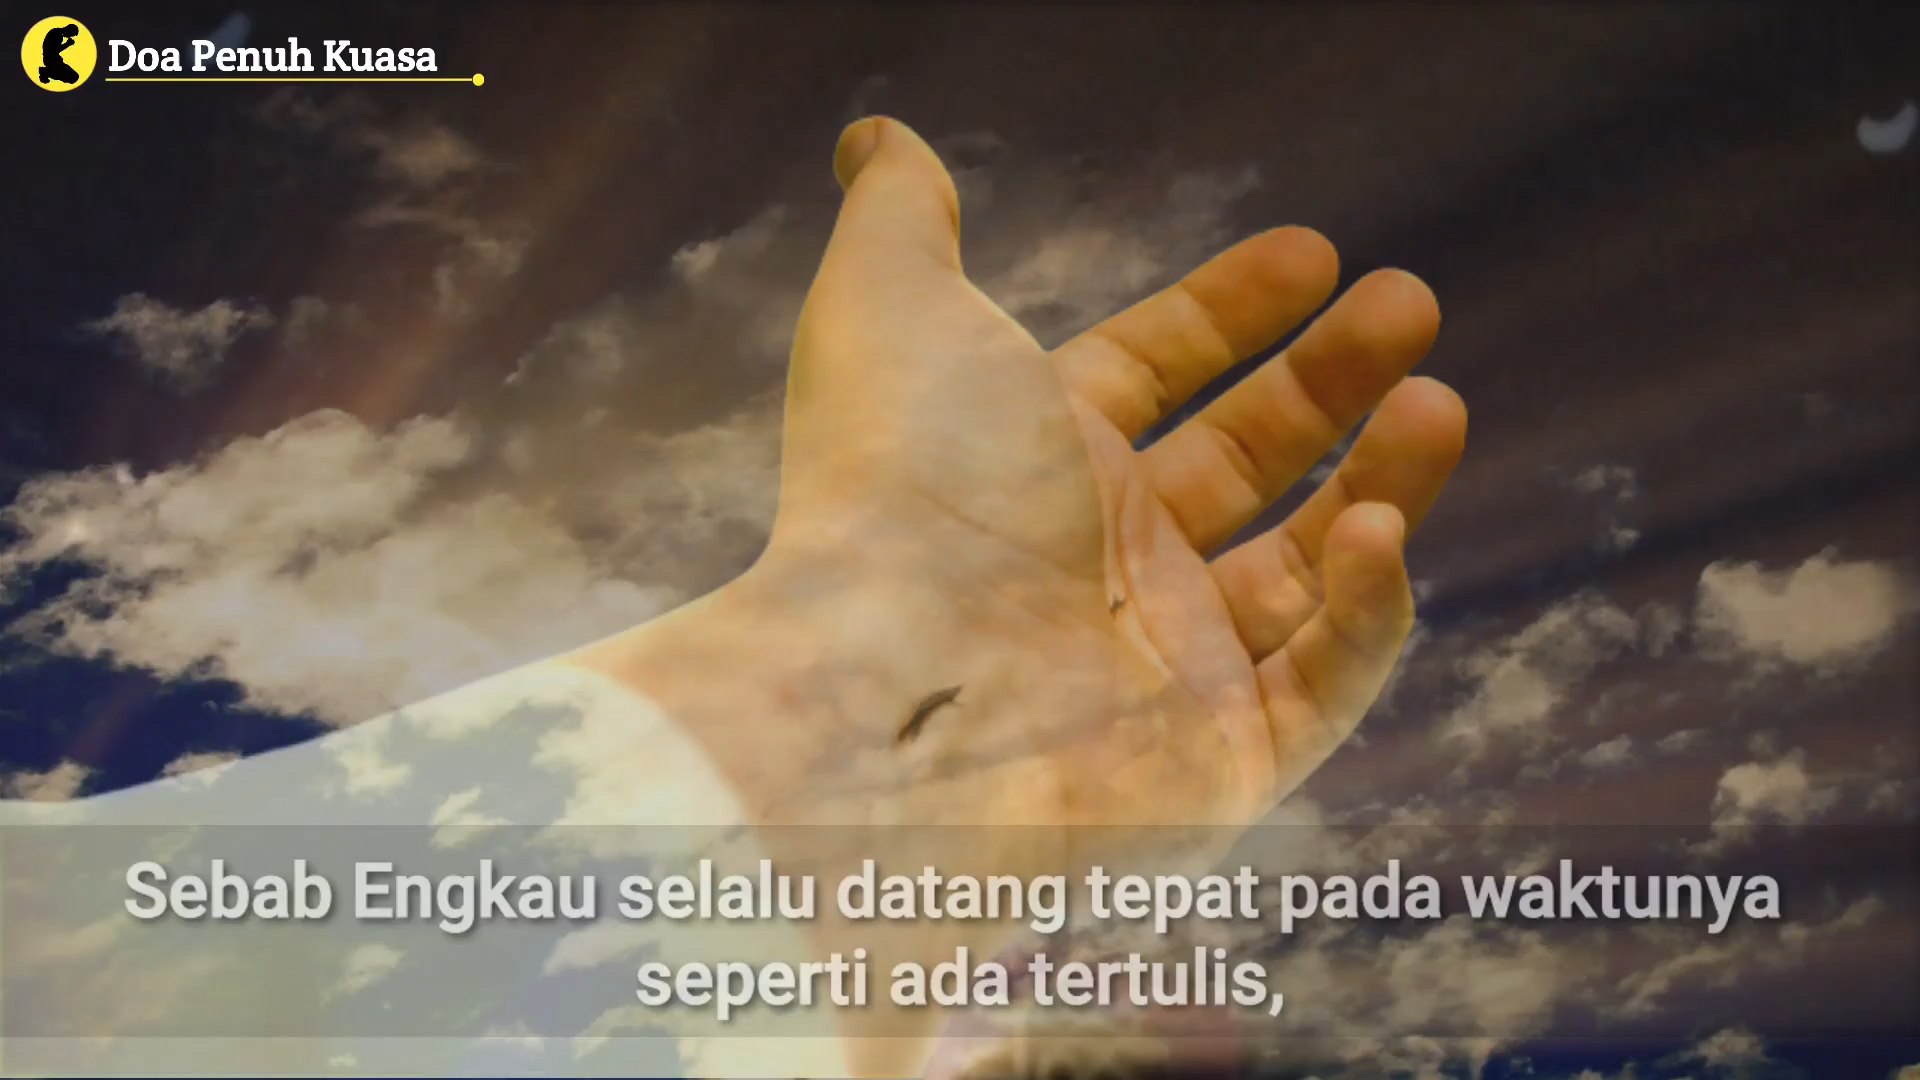 Doa Penuh Kuasa
Sebab Engkau selalu datang tepat pada waktunya
seperti ada tertulis,